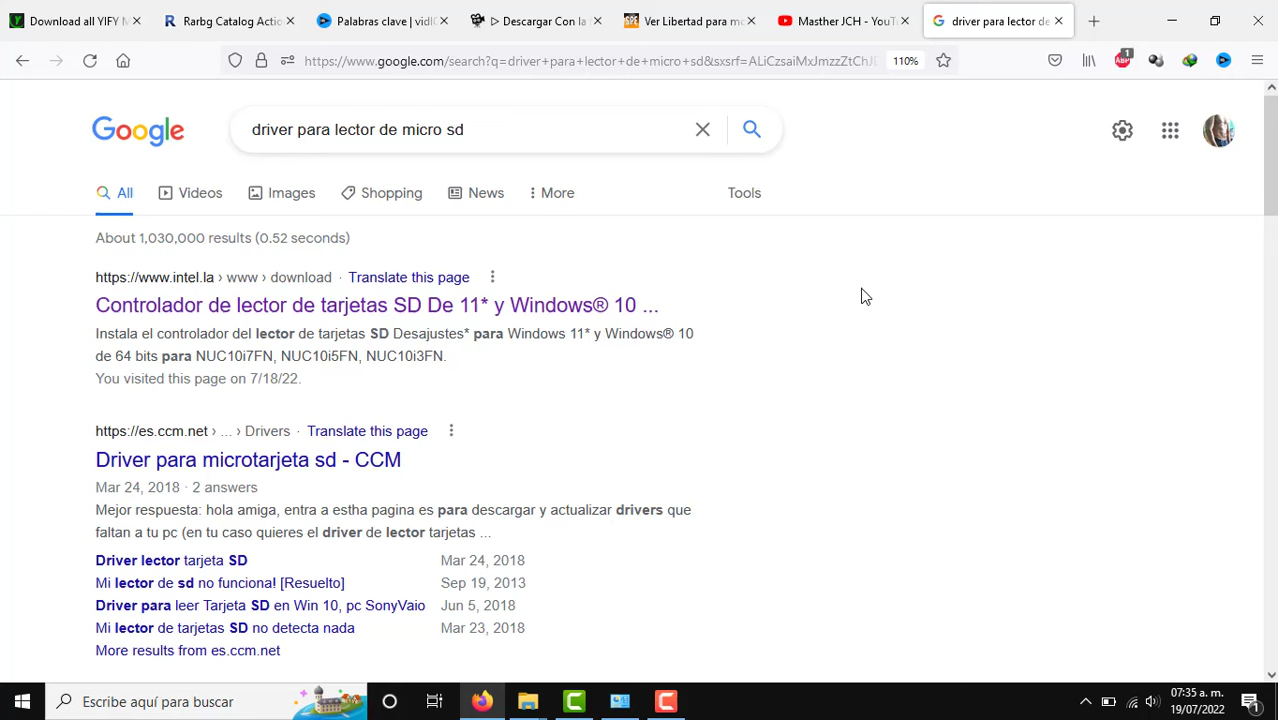 Download all YIFY M
Rarbg Catalog Actio
Palabras clave | vidIC
▷ Descargar Con la
Ver Libertad para mo
Masther JCH - YouTu
driver para lector de
https://www.google.com/search?q=driver+para+lector+de+micro+sd&sxsrf=ALiCzsaiMxJmzzZtChJD
110%
ABP
1
Google
driver para lector de micro sd
All
Videos
Images
Shopping
News
More
Tools
About 1,030,000 results (0.52 seconds)
https://www.intel.la › www › download · Translate this page
Controlador de lector de tarjetas SD De 11* y Windows® 10 ...
Instala el controlador del lector de tarjetas SD Desajustes* para Windows 11* y Windows® 10
de 64 bits para NUC10i7FN, NUC10i5FN, NUC10i3FN.
You visited this page on 7/18/22.
https://es.ccm.net › ... › Drivers · Translate this page
Driver para microtarjeta sd - CCM
Mar 24, 2018 · 2 answers
Mejor respuesta: hola amiga, entra a estha pagina es para descargar y actualizar drivers que
faltan a tu pc (en tu caso quieres el driver de lector tarjetas ...
Driver lector tarjeta SD Mar 24, 2018
Mi lector de sd no funciona! [Resuelto] Sep 19, 2013
Driver para leer Tarjeta SD en Win 10, pc SonyVaio Jun 5, 2018
Mi lector de tarjetas SD no detecta nada Mar 23, 2018
More results from es.ccm.net
Escribe aquí para buscar
07:35 a. m.
19/07/2022
1